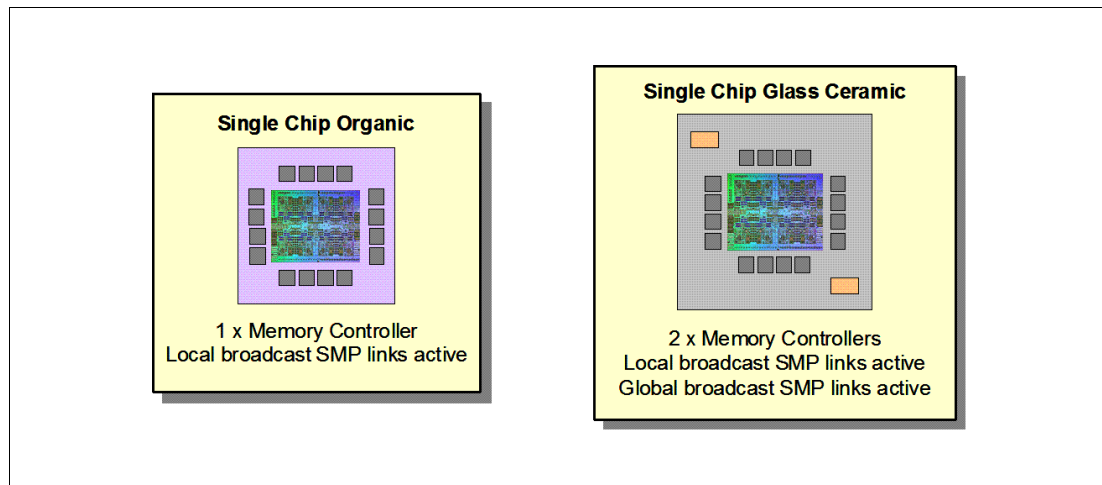 Single Chip Organic
1 x Memory Controller
Local broadcast SMP links active
Single Chip Glass Ceramic
2 x Memory Controllers
Local broadcast SMP links active
Global broadcast SMP links active